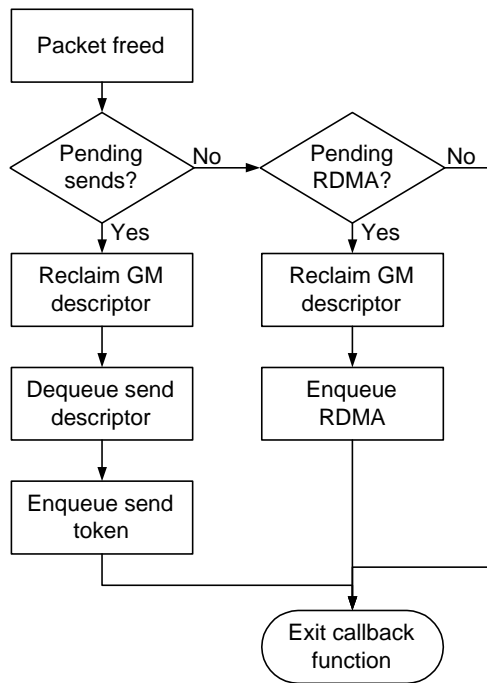 Packet freed
Pending
sends?
No
Pending
RDMA?
No
Yes
Yes
Reclaim GM
descriptor
Reclaim GM
descriptor
Dequeue send
descriptor
Enqueue
RDMA
Enqueue send
token
Exit callback
function